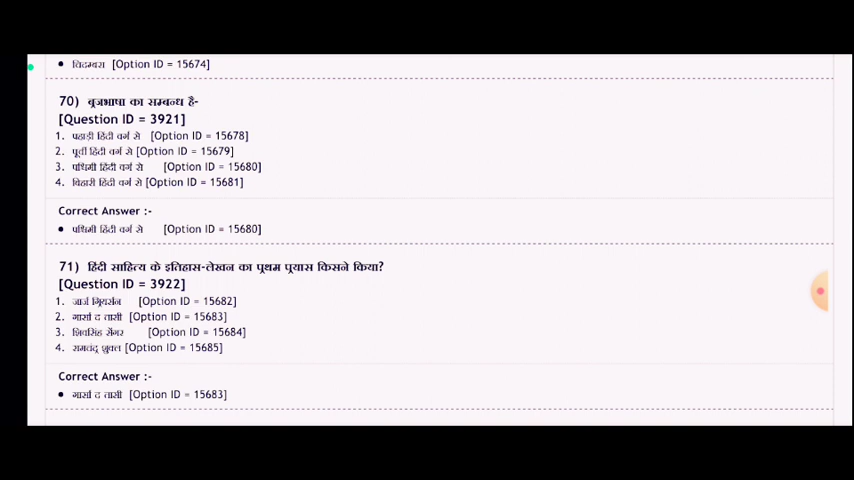 चिदम्बरा [Option ID = 15674]
70) बृजभाषा का सम्बन्ध है-
[Question ID = 3921]
1. पहाड़ी हिंदी वर्ग से [Option ID = 15678]
2. पूर्वी हिंदी वर्ग से [Option ID = 15679]
3. पश्चिमी हिंदी वर्ग से [Option ID = 15680]
4. बिहारी हिंदी वर्ग से [Option ID = 15681]
Correct Answer :-
पश्चिमी हिंदी वर्ग से [Option ID = 15680]
71) हिंदी साहित्य के इतिहास-लेखन का प्रथम प्रयास किसने किया?
[Question ID = 3922]
1. जार्ज ग्रियर्सन [Option ID = 15682]
2. गार्सा द तासी [Option ID = 15683]
3. शिवसिंह सेंगर [Option ID = 15684]
4. रामचंद्र शुक्ल [Option ID = 15685]
Correct Answer :-
गार्सा द तासी [Option ID = 15683]